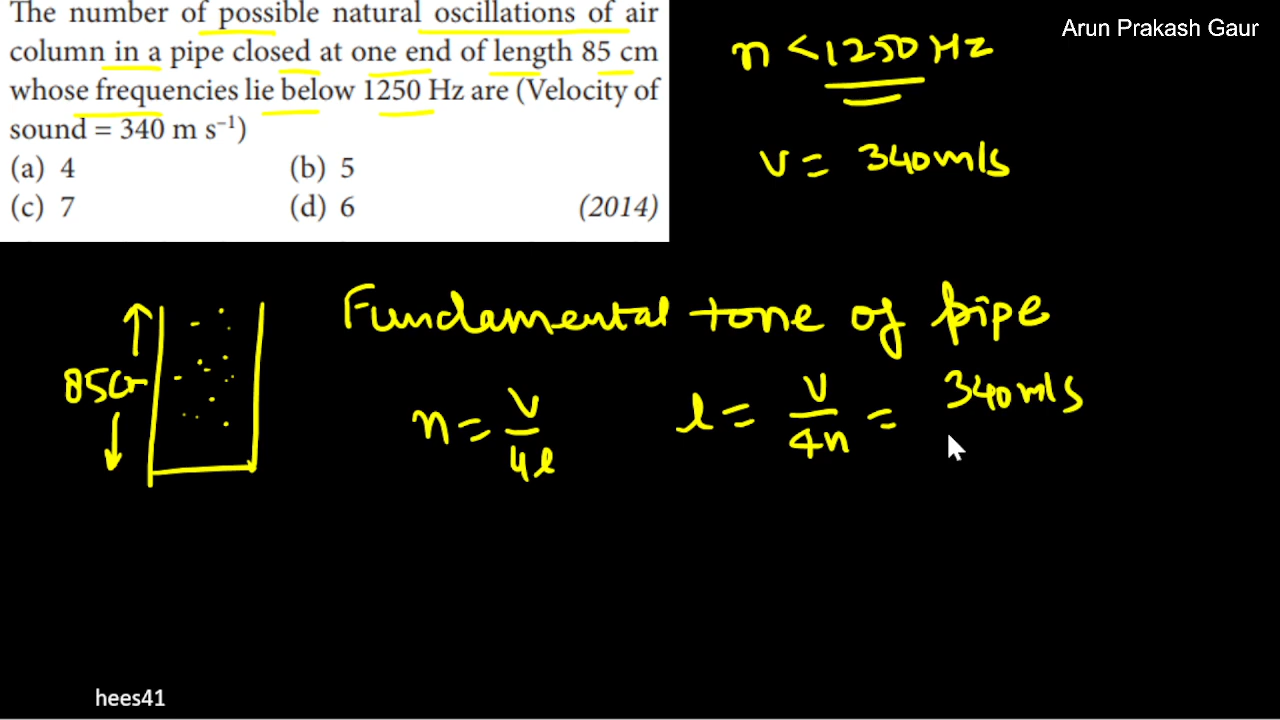 The number of possible natural oscillations of air
column in a pipe closed at one end of length 85 cm
whose frequencies lie below 1250 Hz are (Velocity of
sound = 340 m s⁻¹)
(a) 4 (b) 5
(c) 7 (d) 6 (2014)
n < 1250 Hz
v = 340 m/s
Arun Prakash Gaur
85cm
Fundamental tone of pipe
n = v/4l l = v/4n = 340 m/s
hees41